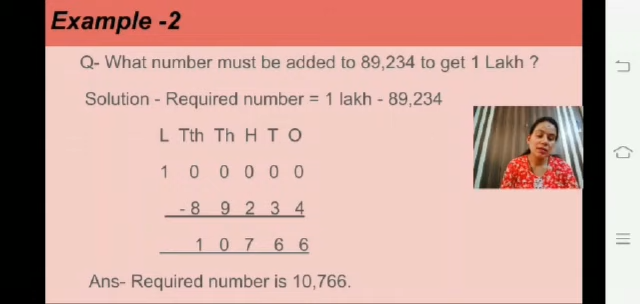 Example -2
Q- What number must be added to 89,234 to get 1 Lakh ?
Solution - Required number = 1 lakh - 89,234
L Tth Th H T O
1 0 0 0 0 0
- 8 9 2 3 4
1 0 7 6 6
Ans- Required number is 10,766.